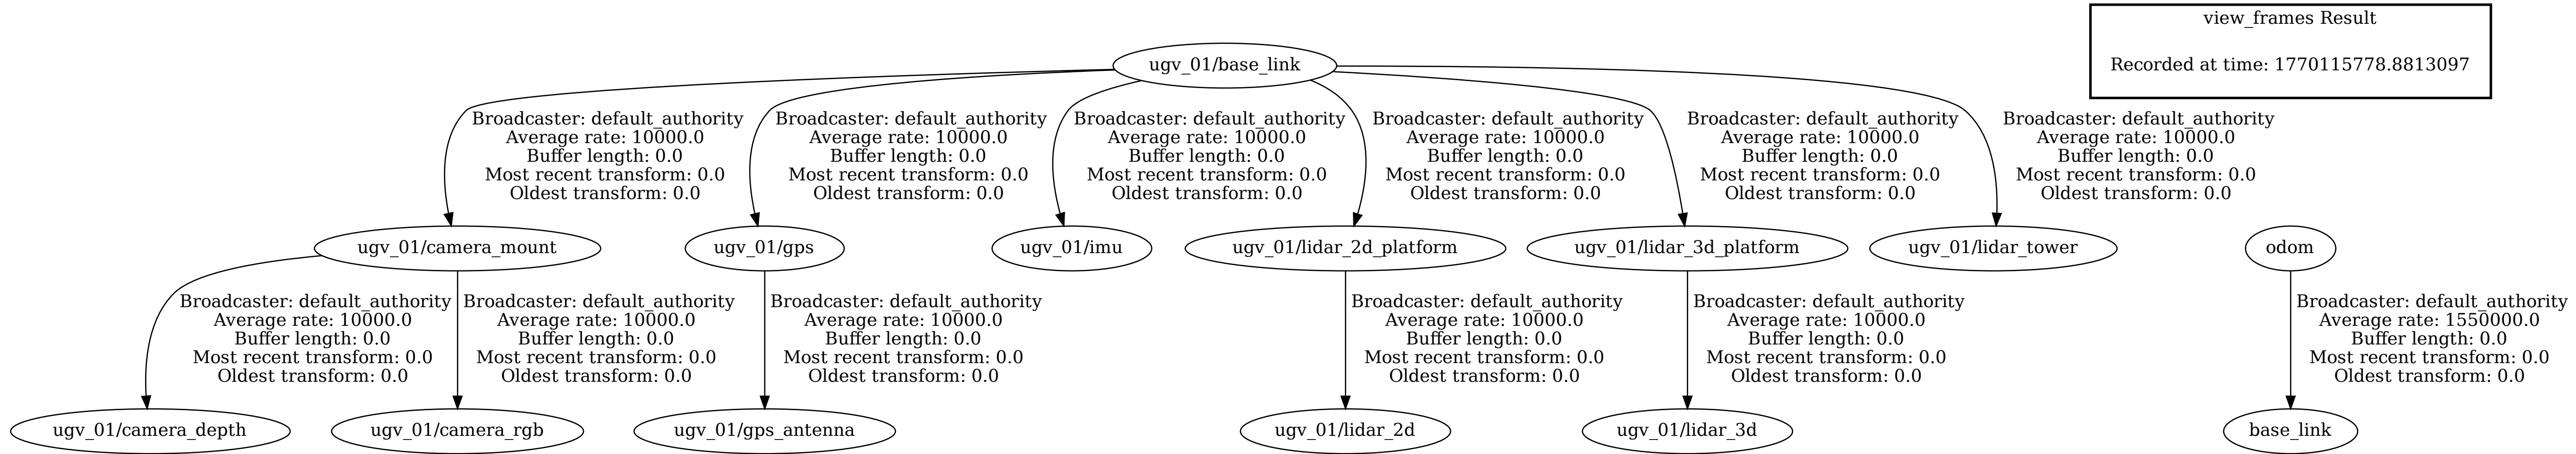 view_frames Result
Recorded at time: 1770115778.8813097
ugv_01/base_link
Broadcaster: default_authority
Average rate: 10000.0
Buffer length: 0.0
Most recent transform: 0.0
Oldest transform: 0.0
Broadcaster: default_authority
Average rate: 10000.0
Buffer length: 0.0
Most recent transform: 0.0
Oldest transform: 0.0
Broadcaster: default_authority
Average rate: 10000.0
Buffer length: 0.0
Most recent transform: 0.0
Oldest transform: 0.0
Broadcaster: default_authority
Average rate: 10000.0
Buffer length: 0.0
Most recent transform: 0.0
Oldest transform: 0.0
Broadcaster: default_authority
Average rate: 10000.0
Buffer length: 0.0
Most recent transform: 0.0
Oldest transform: 0.0
Broadcaster: default_authority
Average rate: 10000.0
Buffer length: 0.0
Most recent transform: 0.0
Oldest transform: 0.0
ugv_01/camera_mount
ugv_01/gps
ugv_01/imu
ugv_01/lidar_2d_platform
ugv_01/lidar_3d_platform
ugv_01/lidar_tower
odom
Broadcaster: default_authority
Average rate: 10000.0
Buffer length: 0.0
Most recent transform: 0.0
Oldest transform: 0.0
Broadcaster: default_authority
Average rate: 10000.0
Buffer length: 0.0
Most recent transform: 0.0
Oldest transform: 0.0
Broadcaster: default_authority
Average rate: 10000.0
Buffer length: 0.0
Most recent transform: 0.0
Oldest transform: 0.0
Broadcaster: default_authority
Average rate: 10000.0
Buffer length: 0.0
Most recent transform: 0.0
Oldest transform: 0.0
Broadcaster: default_authority
Average rate: 10000.0
Buffer length: 0.0
Most recent transform: 0.0
Oldest transform: 0.0
Broadcaster: default_authority
Average rate: 1550000.0
Buffer length: 0.0
Most recent transform: 0.0
Oldest transform: 0.0
ugv_01/camera_depth
ugv_01/camera_rgb
ugv_01/gps_antenna
ugv_01/lidar_2d
ugv_01/lidar_3d
base_link